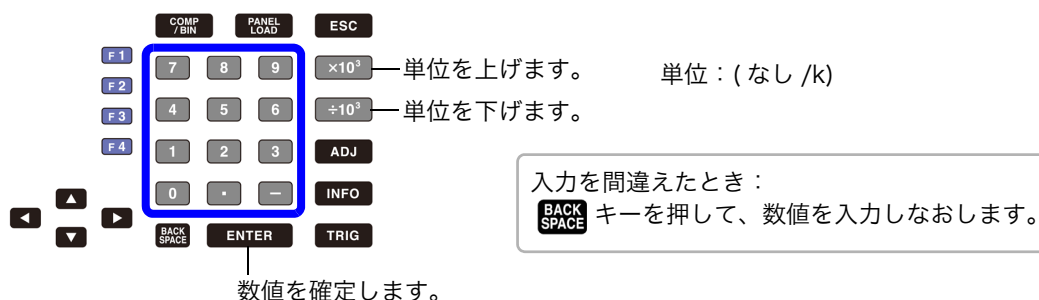 COMP
/ BIN
PANEL
LOAD
ESC
F 1
F 2
F 3
F 4
7 8 9 ×10³ 単位を上げます。 単位：( なし /k)
4 5 6 ÷10³ 単位を下げます。
1 2 3 ADJ
0 · − INFO
BACK
SPACE
ENTER
TRIG
数値を確定します。
入力を間違えたとき：
BACK
SPACE キーを押して、数値を入力しなおします。